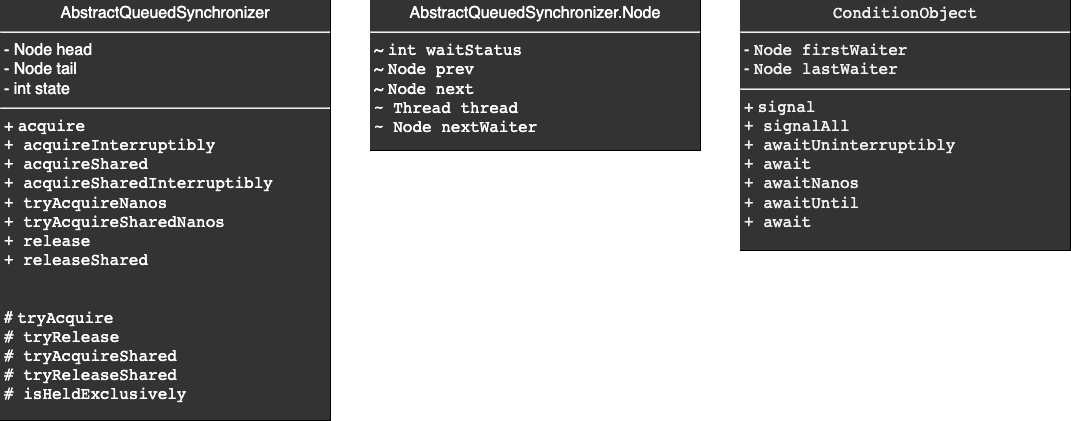 AbstractQueuedSynchronizer
- Node head
- Node tail
- int state
+ acquire
+ acquireInterruptibly
+ acquireShared
+ acquireSharedInterruptibly
+ tryAcquireNanos
+ tryAcquireSharedNanos
+ release
+ releaseShared
# tryAcquire
# tryRelease
# tryAcquireShared
# tryReleaseShared
# isHeldExclusively
AbstractQueuedSynchronizer.Node
~ int waitStatus
~ Node prev
~ Node next
~ Thread thread
~ Node nextWaiter
ConditionObject
- Node firstWaiter
- Node lastWaiter
+ signal
+ signalAll
+ awaitUninterruptibly
+ await
+ awaitNanos
+ awaitUntil
+ await